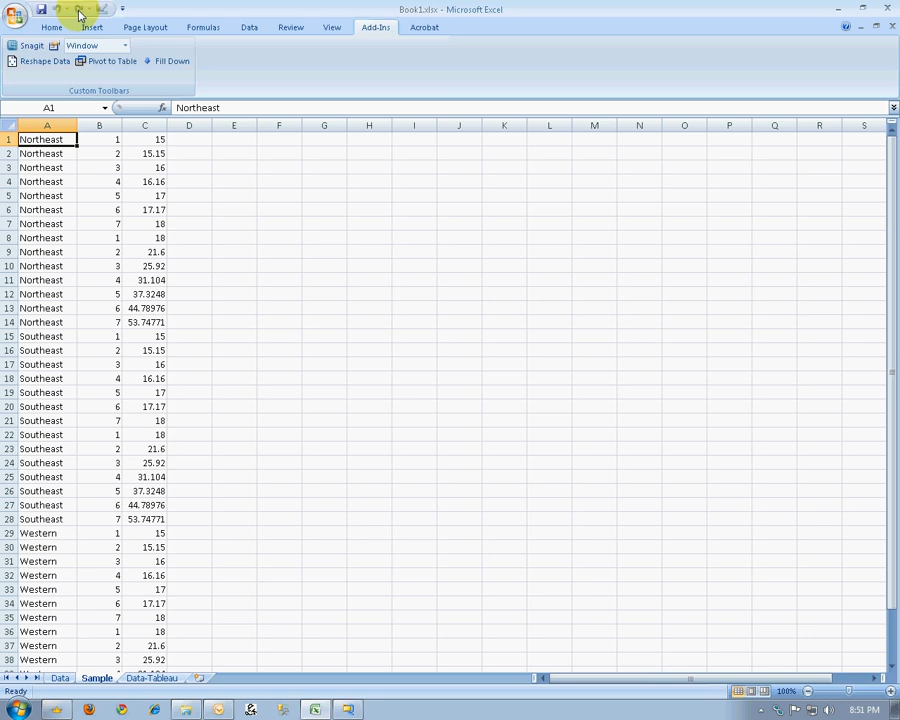 Book1.xlsx - Microsoft Excel
Home Insert Page Layout Formulas Data Review View Add-Ins Acrobat
Snagit Window
Reshape Data Pivot to Table Fill Down
Custom Toolbars
A1 fx Northeast
A B C D E F G H I J K L M N O P Q R S
1 Northeast 1 15
2 Northeast 2 15.15
3 Northeast 3 16
4 Northeast 4 16.16
5 Northeast 5 17
6 Northeast 6 17.17
7 Northeast 7 18
8 Northeast 1 18
9 Northeast 2 21.6
10 Northeast 3 25.92
11 Northeast 4 31.104
12 Northeast 5 37.3248
13 Northeast 6 44.78976
14 Northeast 7 53.74771
15 Southeast 1 15
16 Southeast 2 15.15
17 Southeast 3 16
18 Southeast 4 16.16
19 Southeast 5 17
20 Southeast 6 17.17
21 Southeast 7 18
22 Southeast 1 18
23 Southeast 2 21.6
24 Southeast 3 25.92
25 Southeast 4 31.104
26 Southeast 5 37.3248
27 Southeast 6 44.78976
28 Southeast 7 53.74771
29 Western 1 15
30 Western 2 15.15
31 Western 3 16
32 Western 4 16.16
33 Western 5 17
34 Western 6 17.17
35 Western 7 18
36 Western 1 18
37 Western 2 21.6
38 Western 3 25.92
Data Sample Data-Tableau
Ready 100%
8:51 PM